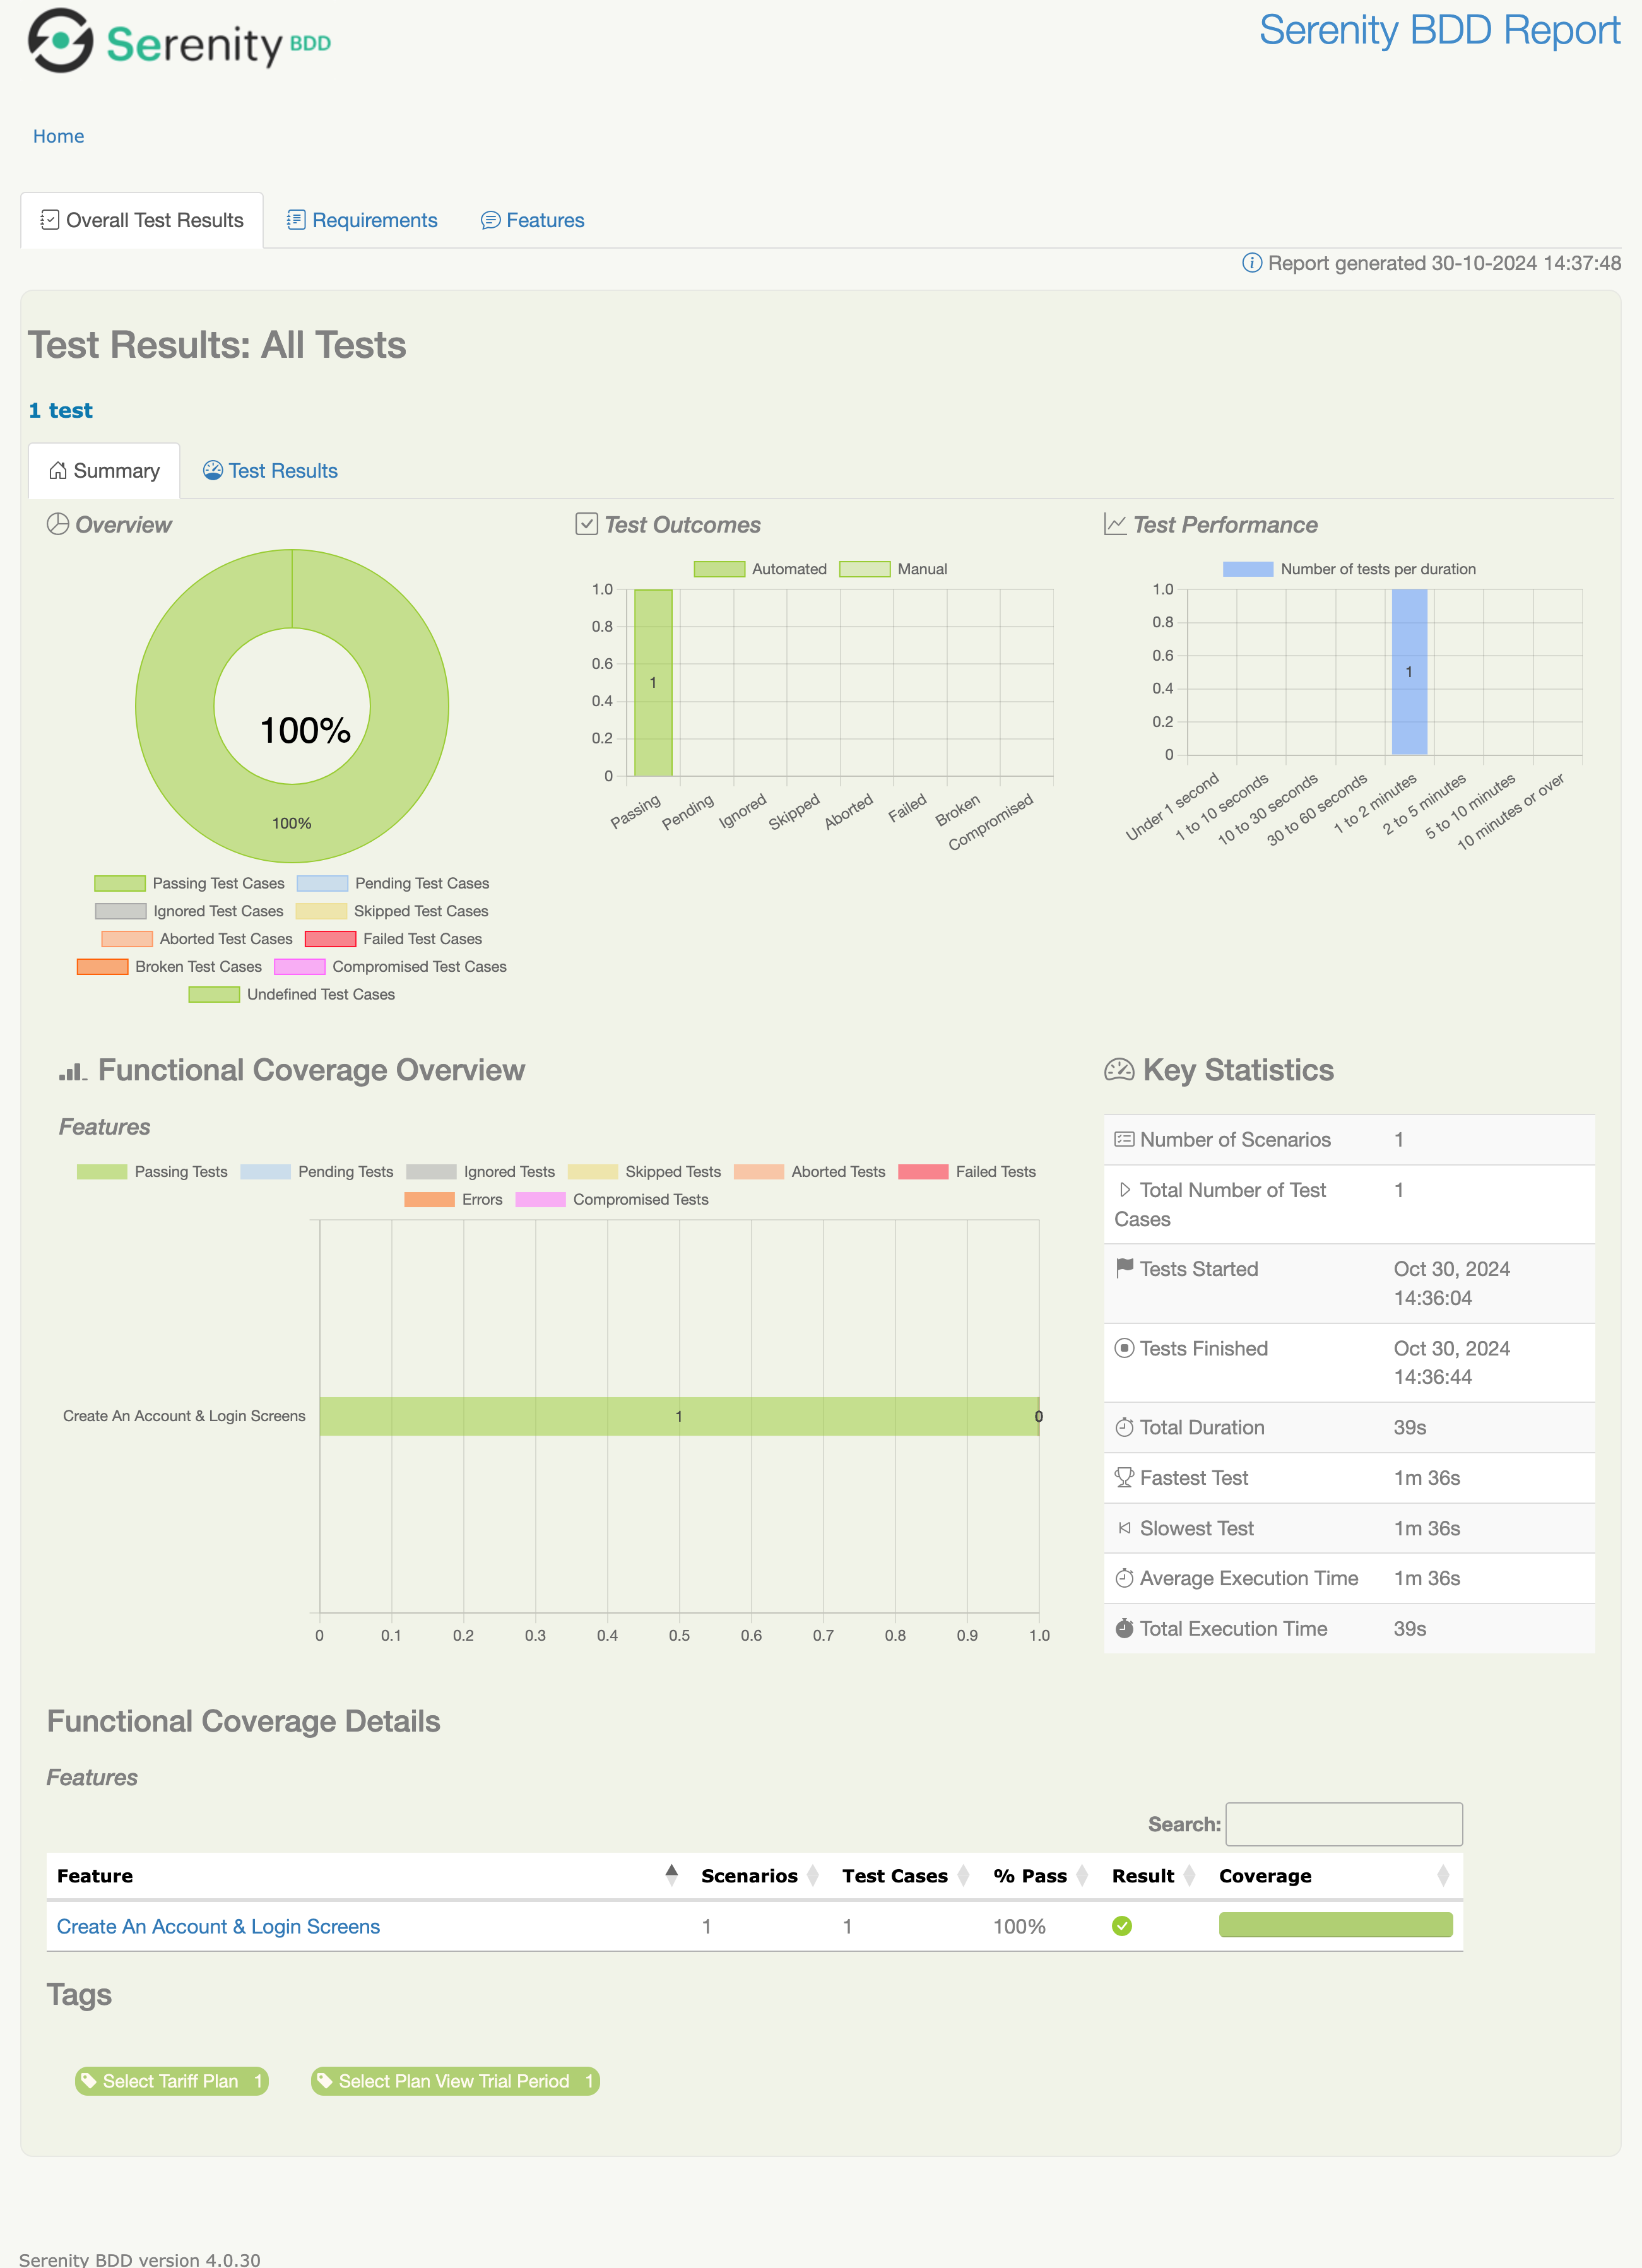 Serenity BDD
Serenity BDD Report
Home
Overall Test Results
Requirements
Features
Report generated 30-10-2024 14:37:48
Test Results: All Tests
1 test
Summary
Test Results
Overview
100%
100%
Passing Test Cases
Pending Test Cases
Ignored Test Cases
Skipped Test Cases
Aborted Test Cases
Failed Test Cases
Broken Test Cases
Compromised Test Cases
Undefined Test Cases
Test Outcomes
Automated
Manual
1.0
0.8
0.6
0.4
0.2
0
1
Passing
Pending
Ignored
Skipped
Aborted
Failed
Broken
Compromised
Test Performance
Number of tests per duration
1.0
0.8
0.6
0.4
0.2
0
1
Under 1 second
1 to 10 seconds
10 to 30 seconds
30 to 60 seconds
1 to 2 minutes
2 to 5 minutes
5 to 10 minutes
10 minutes or over
Functional Coverage Overview
Features
Passing Tests
Pending Tests
Ignored Tests
Skipped Tests
Aborted Tests
Failed Tests
Errors
Compromised Tests
Create An Account & Login Screens
1
0
0
0.1
0.2
0.3
0.4
0.5
0.6
0.7
0.8
0.9
1.0
Key Statistics
Number of Scenarios 1
Total Number of Test 1
Cases
Tests Started Oct 30, 2024
14:36:04
Tests Finished Oct 30, 2024
14:36:44
Total Duration 39s
Fastest Test 1m 36s
Slowest Test 1m 36s
Average Execution Time 1m 36s
Total Execution Time 39s
Functional Coverage Details
Features
Search:
Feature Scenarios Test Cases % Pass Result Coverage
Create An Account & Login Screens 1 1 100%
Tags
Select Tariff Plan 1
Select Plan View Trial Period 1
Serenity BDD version 4.0.30